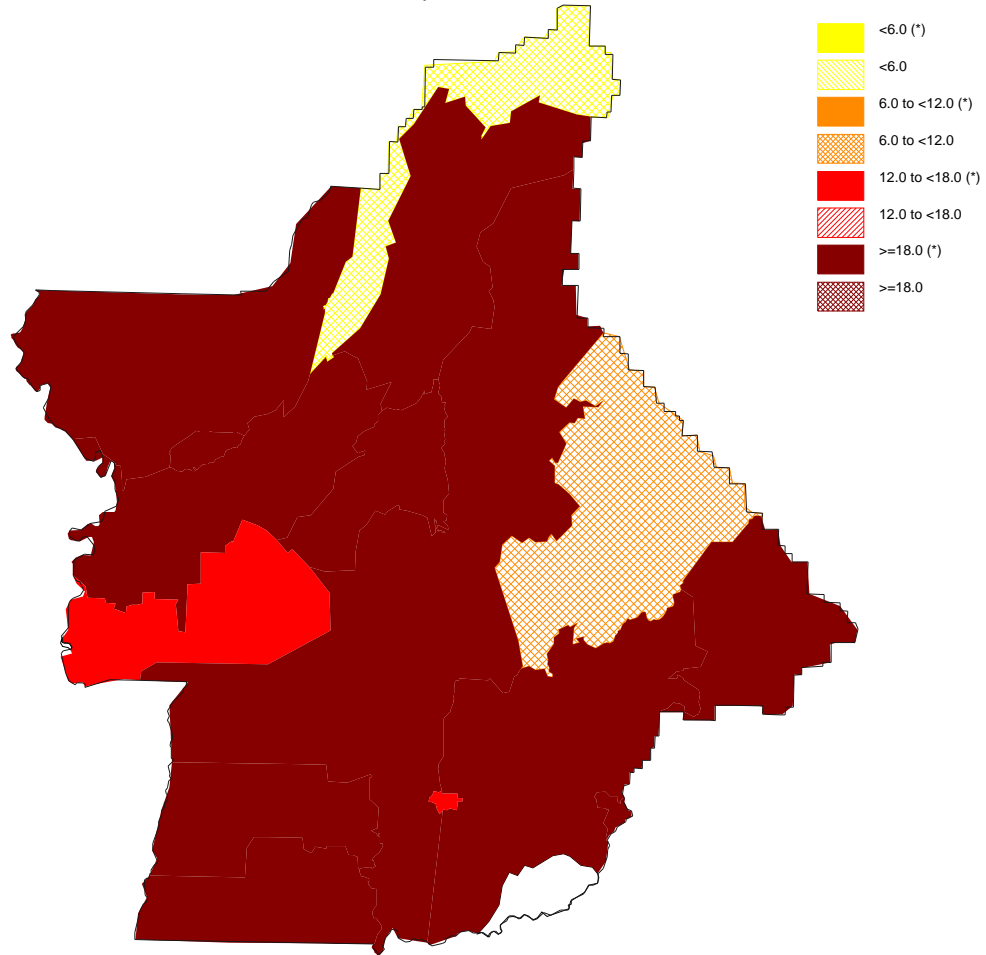 <6.0 (*)
<6.0
6.0 to <12.0 (*)
6.0 to <12.0
12.0 to <18.0 (*)
12.0 to <18.0
>=18.0 (*)
>=18.0